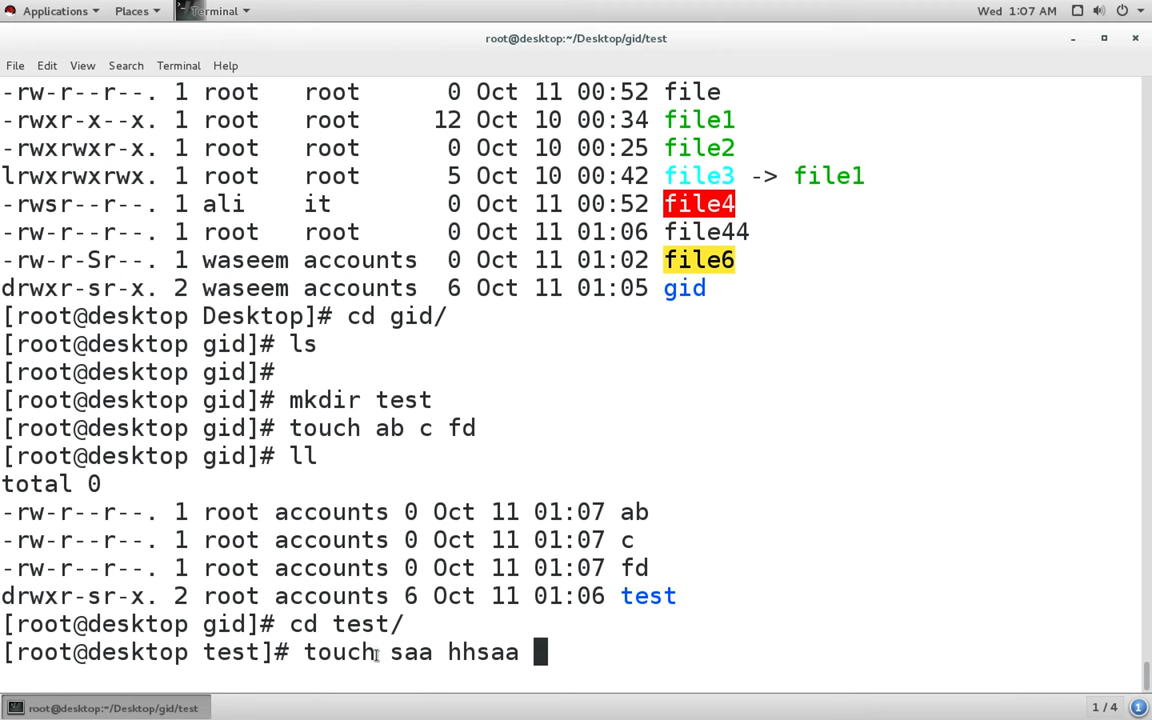 Applications Places Terminal Wed 1:07 AM
root@desktop:~/Desktop/gid/test
File Edit View Search Terminal Help
-rw-r--r--. 1 root root 0 Oct 11 00:52 file
-rwxr-x--x. 1 root root 12 Oct 10 00:34 file1
-rwxrwxr-x. 1 root root 0 Oct 10 00:25 file2
lrwxrwxrwx. 1 root root 5 Oct 10 00:42 file3 -> file1
-rwsr--r--. 1 ali it 0 Oct 11 00:52 file4
-rw-r--r--. 1 root root 0 Oct 11 01:06 file44
-rw-r-Sr--. 1 waseem accounts 0 Oct 11 01:02 file6
drwxr-sr-x. 2 waseem accounts 6 Oct 11 01:05 gid
[root@desktop Desktop]# cd gid/
[root@desktop gid]# ls
[root@desktop gid]#
[root@desktop gid]# mkdir test
[root@desktop gid]# touch ab c fd
[root@desktop gid]# ll
total 0
-rw-r--r--. 1 root accounts 0 Oct 11 01:07 ab
-rw-r--r--. 1 root accounts 0 Oct 11 01:07 c
-rw-r--r--. 1 root accounts 0 Oct 11 01:07 fd
drwxr-sr-x. 2 root accounts 6 Oct 11 01:06 test
[root@desktop gid]# cd test/
[root@desktop test]# touch saa hhsaa
root@desktop:~/Desktop/gid/test 1 / 4 1